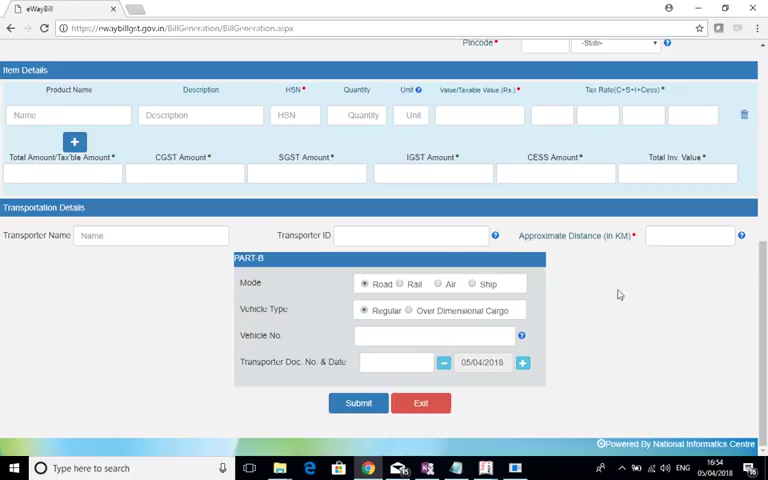 eWayBill
https://ewaybillgst.gov.in/BillGeneration/BillGeneration.aspx
Pincode * -State-
Item Details
Product Name Description HSN * Quantity Unit Value/Taxable Value (Rs.) * Tax Rate(C+S+I+Cess) *
Name Description HSN Quantity Unit
+
Total Amount/Tax'ble Amount * CGST Amount * SGST Amount * IGST Amount * CESS Amount * Total Inv. Value *
Transportation Details
Transporter Name Name Transporter ID Approximate Distance (in KM) *
PART-B
Mode Road Rail Air Ship
Vehicle Type Regular Over Dimensional Cargo
Vehicle No.
Transporter Doc. No. & Date 05/04/2018
Submit Exit
Powered By National Informatics Centre
Type here to search
ENG
16:54
05/04/2018